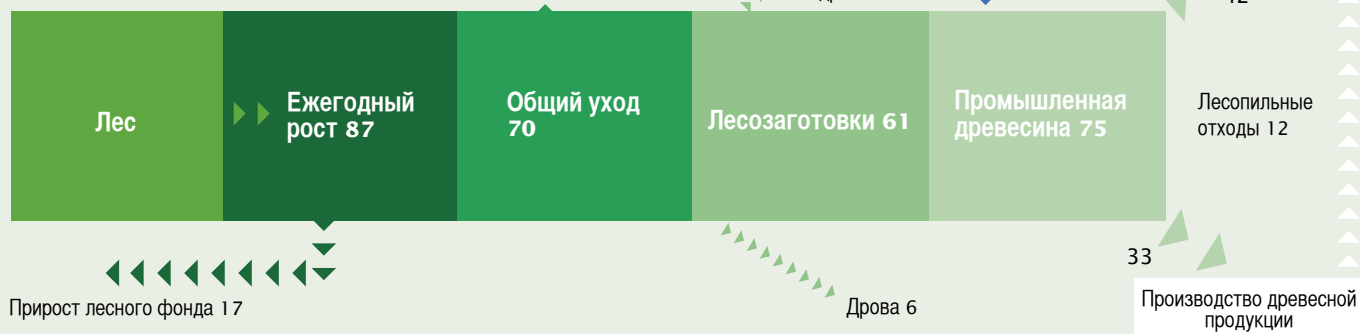 Лес
Ежегодный
рост 87
Общий уход
70
Лесозаготовки 61
Промышленная
древесина 75
Лесопильные
отходы 12
33
Прирост лесного фонда 17
Дрова 6
Производство древесной
продукции